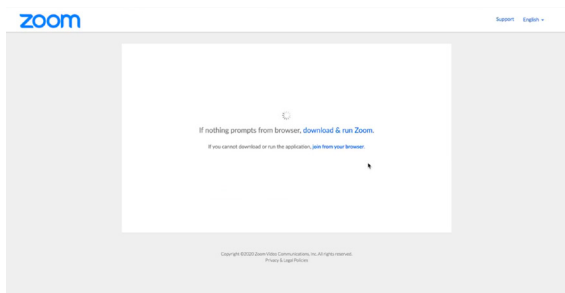 zoom
Support English
If nothing prompts from browser, download & run Zoom.
If you cannot download or run the application, join from your browser.
Copyright ©2020 Zoom Video Communications, Inc. All rights reserved.
Privacy & Legal Policies